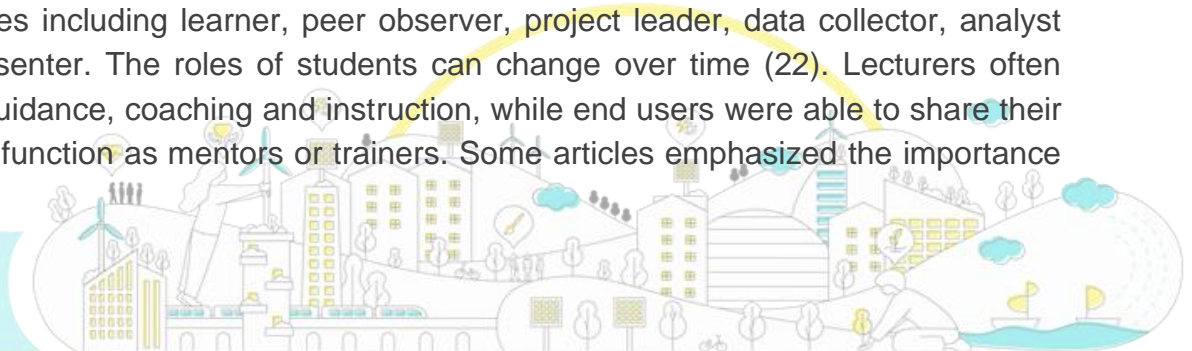 es including learner, peer observer, project leader, data collector, analyst
senter. The roles of students can change over time (22). Lecturers often
uidance, coaching and instruction, while end users were able to share their
function as mentors or trainers. Some articles emphasized the importance